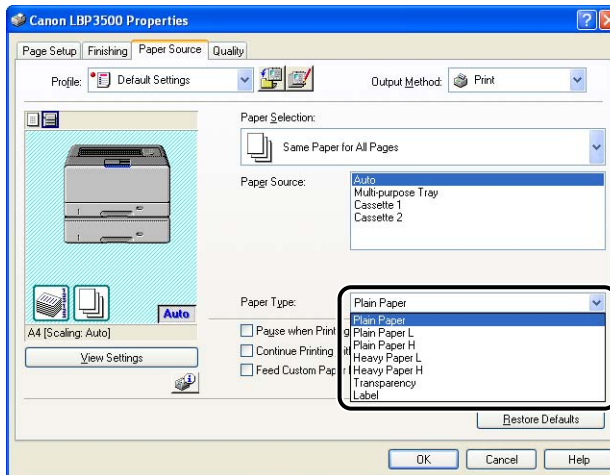 Canon LBP3500 Properties
Page Setup Finishing Paper Source Quality
Profile: Default Settings Output Method: Print
Paper Selection:
Same Paper for All Pages
Paper Source:
Auto
Multi-purpose Tray
Cassette 1
Cassette 2
Auto
A4 [Scaling: Auto]
View Settings
Paper Type: Plain Paper
Plain Paper
Plain Paper L
Plain Paper H
Heavy Paper L
Heavy Paper H
Transparency
Label
Pause when Printing
Continue Printing
Feed Custom Paper
Restore Defaults
OK Cancel Help